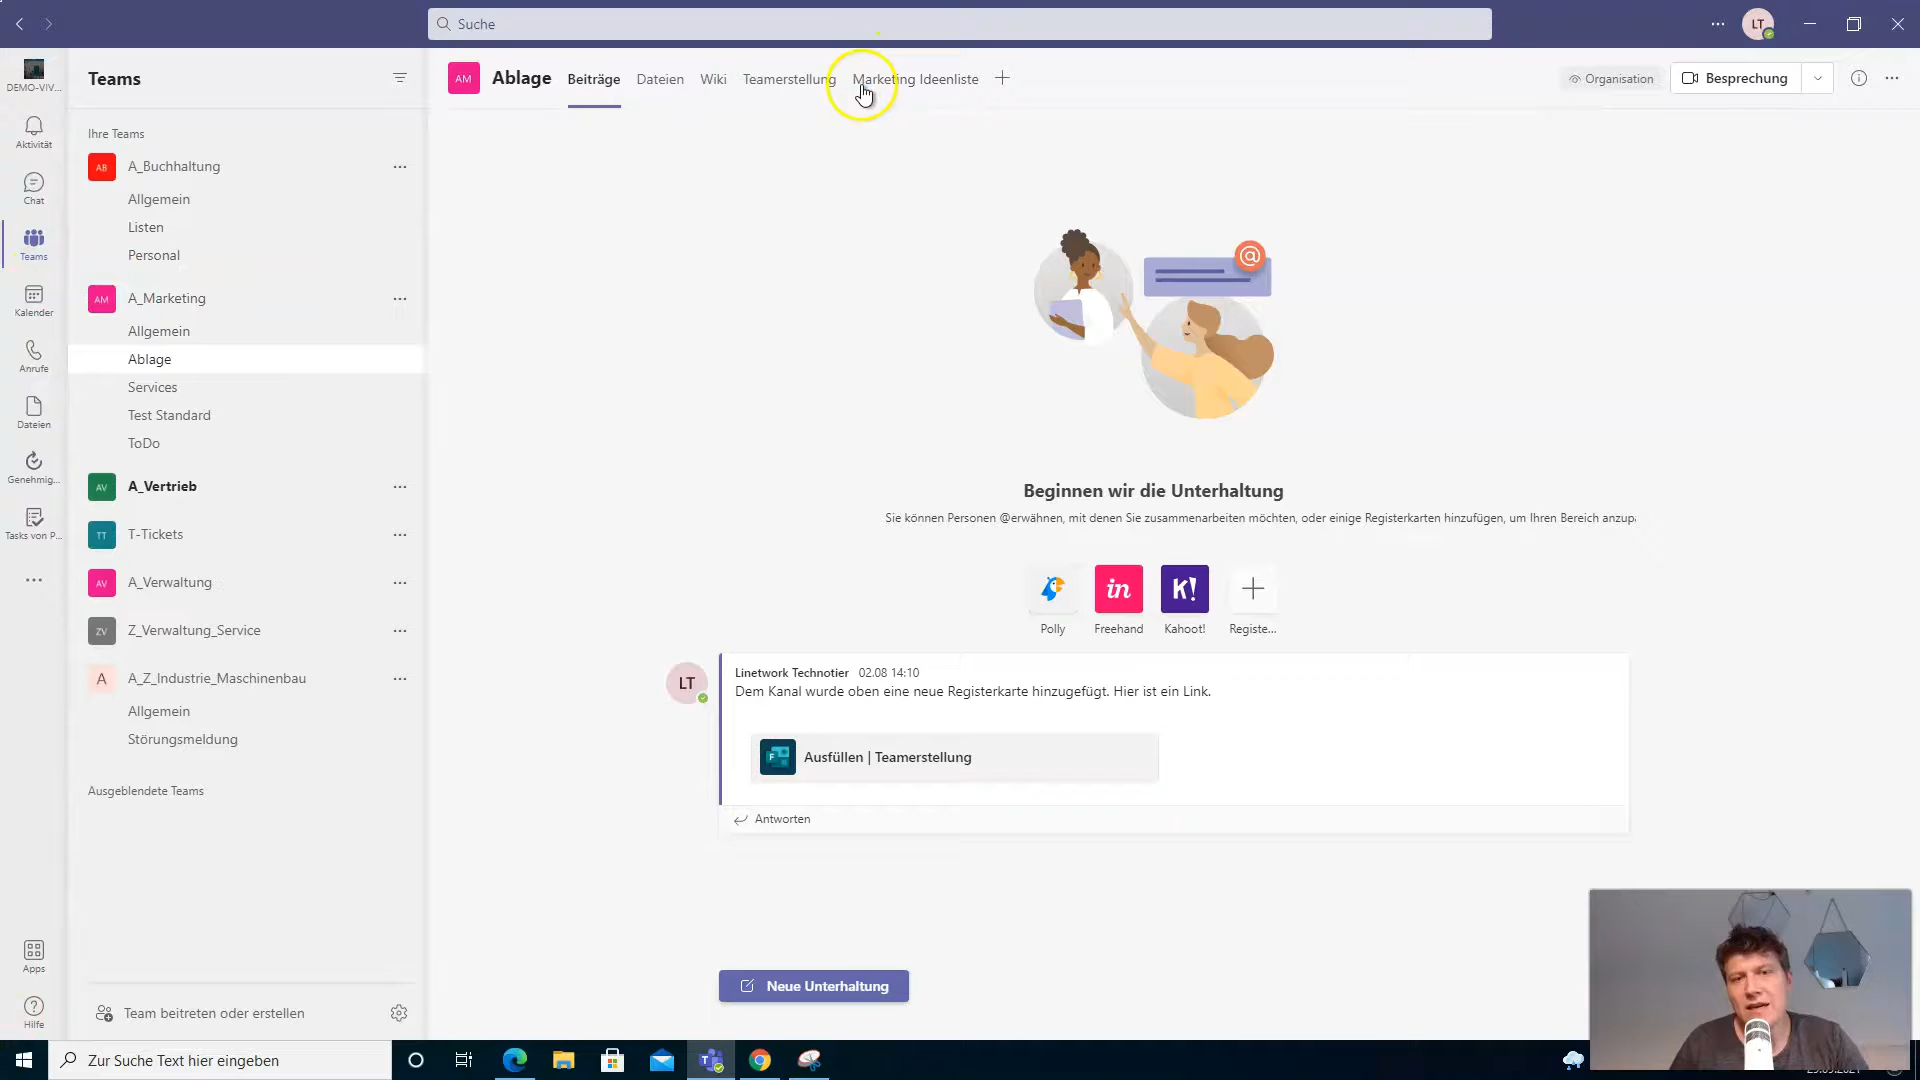 Suche
LT
DEMO-VIV...
Aktivität
Chat
Teams
Kalender
Anrufe
Dateien
Genehmig...
Tasks von P...
Apps
Hilfe
Teams
Ihre Teams
AB A_Buchhaltung
Allgemein
Listen
Personal
AM A_Marketing
Allgemein
Ablage
Services
Test Standard
ToDo
AV A_Vertrieb
TT T-Tickets
AV A_Verwaltung
ZV Z_Verwaltung_Service
A A_Z_Industrie_Maschinenbau
Allgemein
Störungsmeldung
Ausgeblendete Teams
Team beitreten oder erstellen
AM Ablage Beiträge Dateien Wiki Teamerstellung Marketing Ideenliste
Organisation Besprechung
@
Beginnen wir die Unterhaltung
Sie können Personen @erwähnen, mit denen Sie zusammenarbeiten möchten, oder einige Registerkarten hinzufügen, um Ihren Bereich anzup
in K!
Polly Freehand Kahoot! Registe...
LT
Linetwork Technotier 02.08 14:10
Dem Kanal wurde oben eine neue Registerkarte hinzugefügt. Hier ist ein Link.
F Ausfüllen | Teamerstellung
Antworten
Neue Unterhaltung
Zur Suche Text hier eingeben